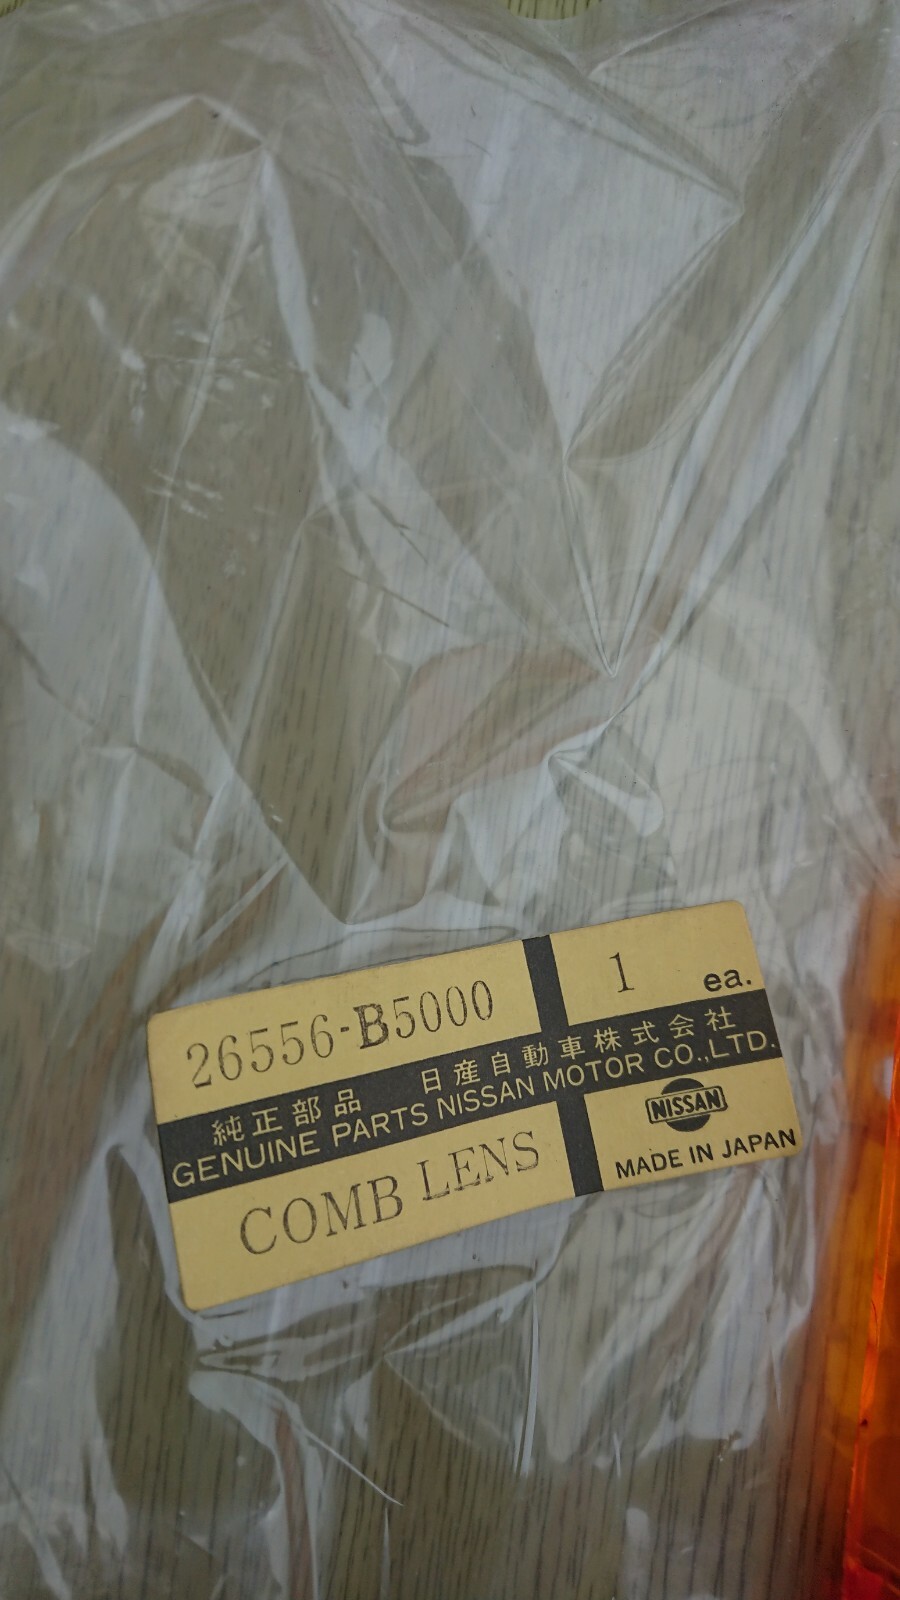 26556-B5000
1 ea.
純正部品 日産自動車株式会社
GENUINE PARTS NISSAN MOTOR CO.,LTD.
COMB LENS
NISSAN
MADE IN JAPAN